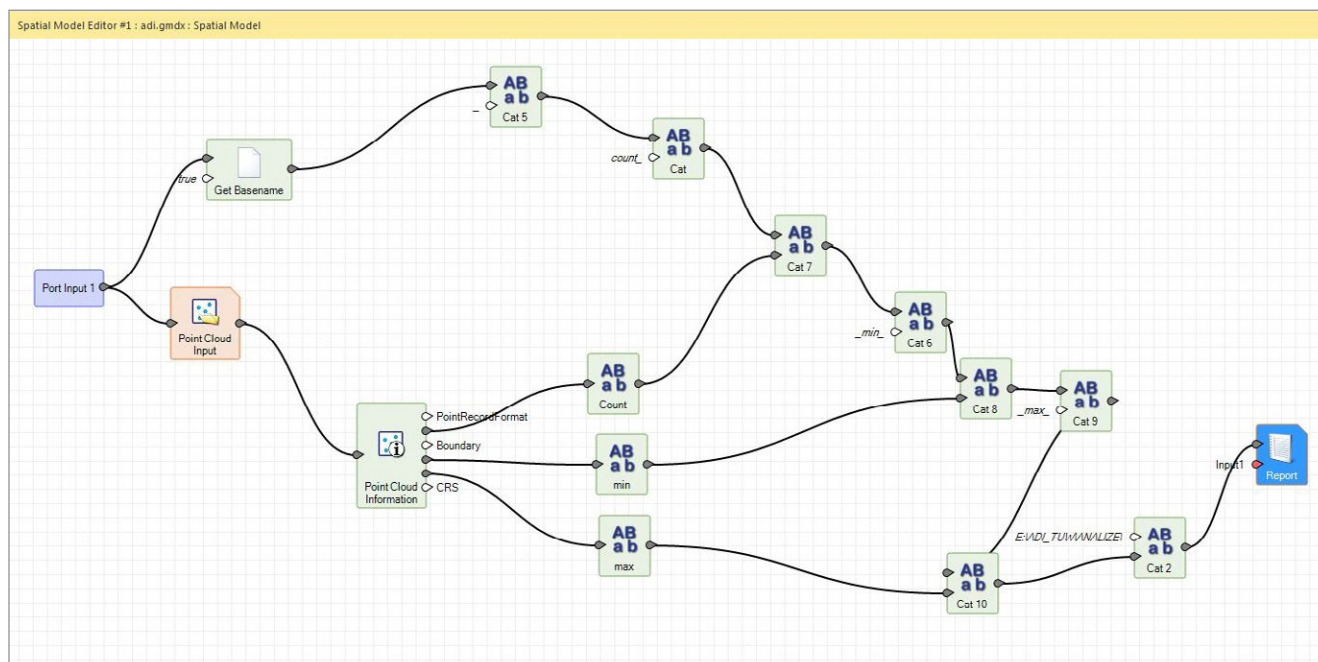 Spatial Model Editor #1 : adi.gmdx : Spatial Model
AB
a b
_
Cat 5
AB
a b
count_
Cat
true
Get Basename
AB
a b
Cat 7
Port Input 1
Point Cloud
Input
AB
a b
_min_
Cat 6
AB
a b
Count
AB
a b
Cat 8
AB
a b
_max_
Cat 9
PointRecordFormat
Boundary
Point Cloud
Information
CRS
AB
a b
min
Input1
Report
AB
a b
max
AB
a b
Cat 2
AB
a b
Cat 10